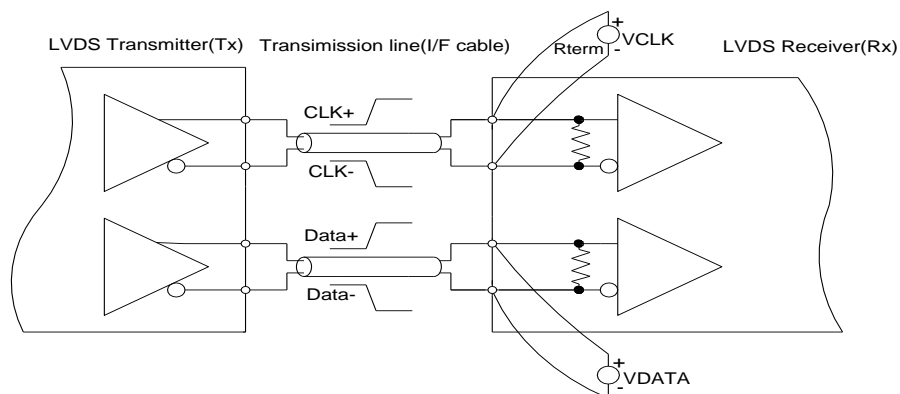 LVDS Transmitter(Tx) Transimission line(I/F cable) Rterm + VCLK - LVDS Receiver(Rx)
CLK+
CLK-
Data+
Data-
+
VDATA
-